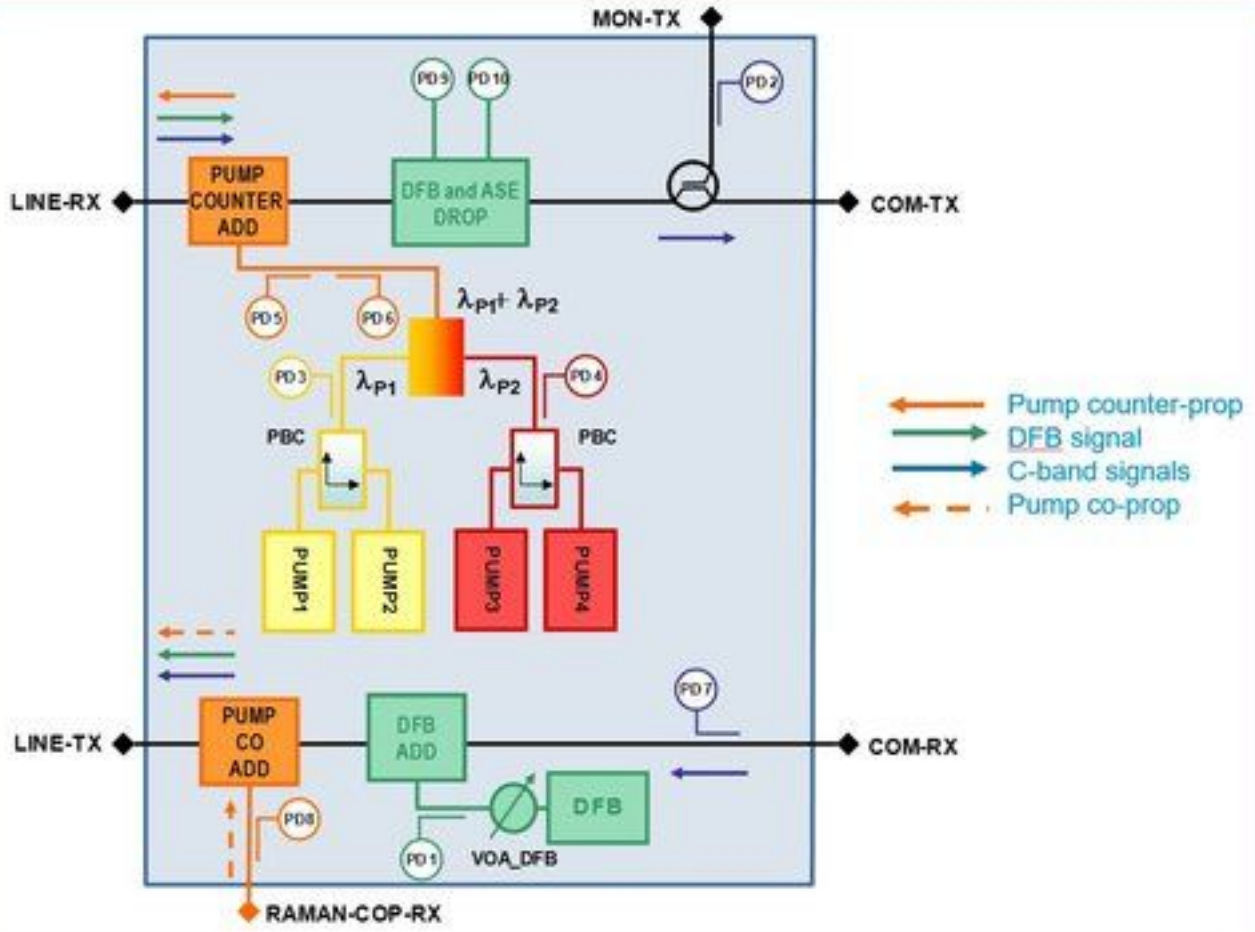 MON-TX
PD9
PD10
PD2
PUMP
COUNTER
ADD
DFB and ASE
DROP
LINE-RX
COM-TX
λP1+ λP2
PD5
PD6
PD3
λP1
λP2
PD4
PBC
PBC
PUMP1
PUMP2
PUMP3
PUMP4
Pump counter-prop
DFB signal
C-band signals
Pump co-prop
PD7
PUMP
CO
ADD
DFB
ADD
LINE-TX
COM-RX
PD8
DFB
PD1
VOA_DFB
RAMAN-COP-RX